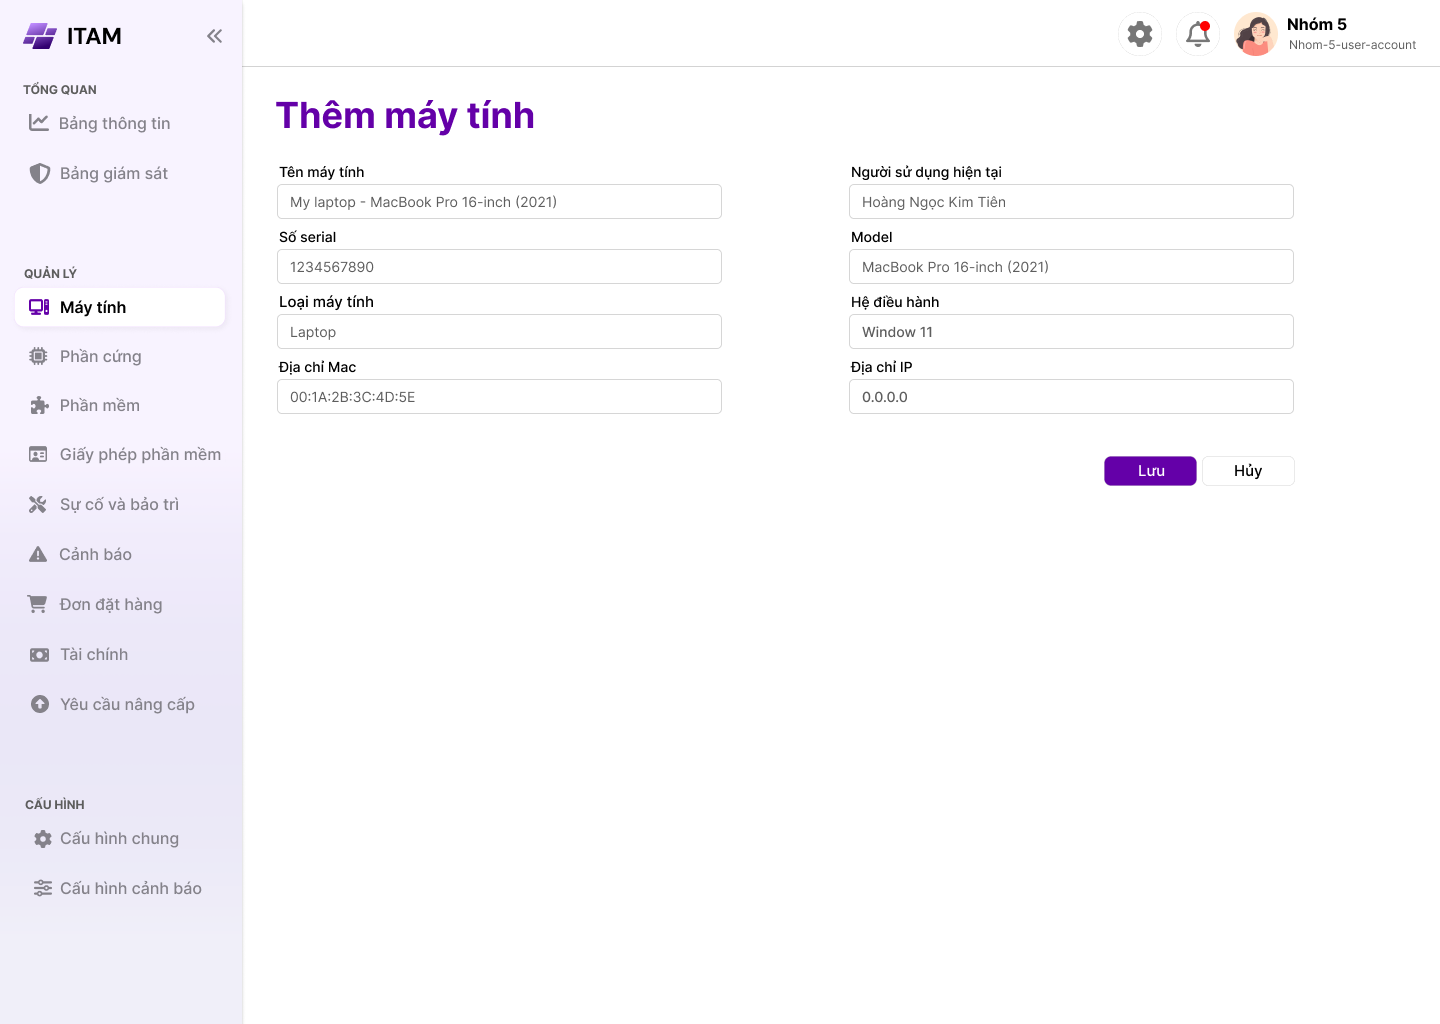 ITAM
Nhóm 5
Nhom-5-user-account
TỔNG QUAN
Bảng thông tin
Bảng giám sát
QUẢN LÝ
Máy tính
Phần cứng
Phần mềm
Giấy phép phần mềm
Sự cố và bảo trì
Cảnh báo
Đơn đặt hàng
Tài chính
Yêu cầu nâng cấp
CẤU HÌNH
Cấu hình chung
Cấu hình cảnh báo
Thêm máy tính
Tên máy tính
My laptop - MacBook Pro 16-inch (2021)
Người sử dụng hiện tại
Hoàng Ngọc Kim Tiên
Số serial
1234567890
Model
MacBook Pro 16-inch (2021)
Loại máy tính
Laptop
Hệ điều hành
Window 11
Địa chỉ Mac
00:1A:2B:3C:4D:5E
Địa chỉ IP
0.0.0.0
Lưu
Hủy